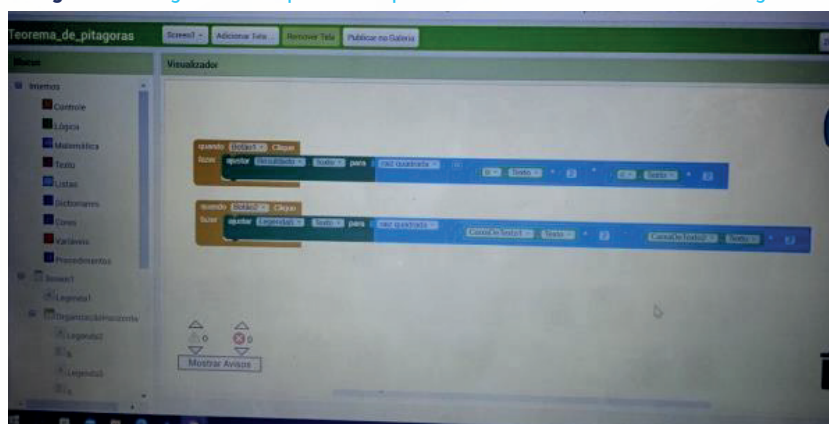 Teorema_de_pitagoras
Screen1 Adicionar Tela ... Remover Tela Publicar na Galeria
Blocos Visualizador
Internos
Controle
Lógica
Matemática
Texto
Listas
Dictionaries
Cores
Variáveis
Procedimentos
Screen1
Legenda1
OrganizaçãoHorizonta
Legenda2
Legenda3
quando Botão1 Clique
fazer ajustar Resultado Texto para raiz quadrada Texto ^ 2 Texto ^ 2
quando Botão2 Clique
fazer ajustar Legenda5 Texto para raiz quadrada CaixaDeTexto1 Texto ^ 2 CaixaDeTexto2 Texto ^ 2
0 0
Mostrar Avisos